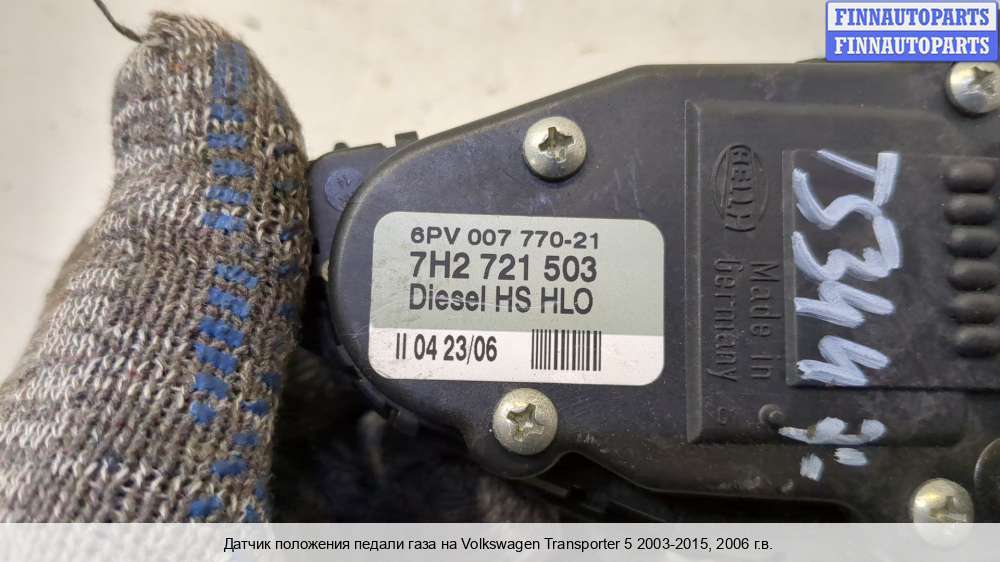 FINNAUTOPARTS
FINNAUTOPARTS
HELLA
6PV 007 770-21
7H2 721 503
Diesel HS HLO
II 04 23/06
Made in
Germany
Датчик положения педали газа на Volkswagen Transporter 5 2003-2015, 2006 г.в.